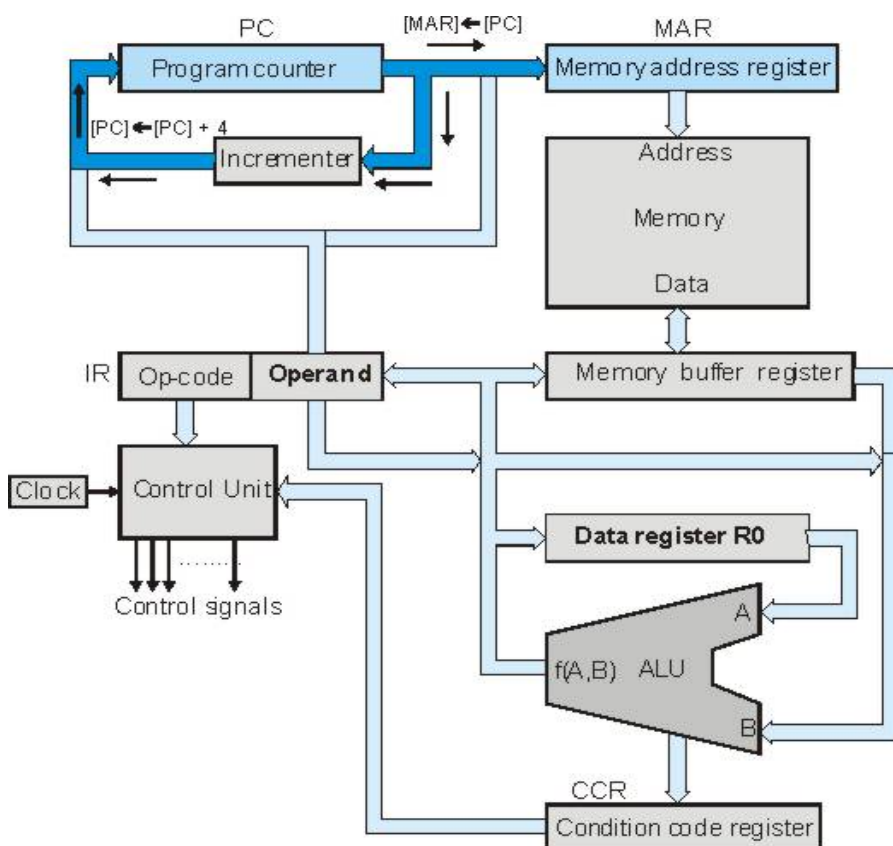 PC
[MAR]←[PC]
MAR
Program counter
Memory address register
[PC]←[PC] + 4
Incrementer
Address
Memory
Data
IR
Op-code
Operand
Memory buffer register
Clock
Control Unit
Data register R0
..........
Control signals
A
f(A,B)
ALU
B
CCR
Condition code register